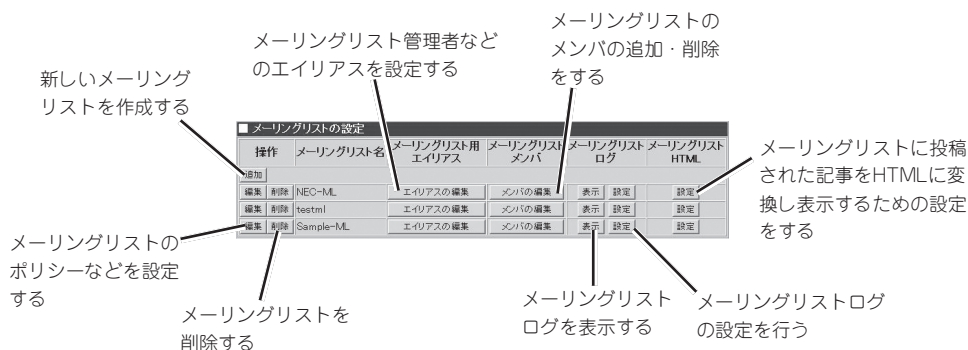 メーリングリストの
メンバの追加・削除
をする
メーリングリスト管理者など
のエイリアスを設定する
新しいメーリング
リストを作成する
■ メーリングリストの設定
操作 メーリングリスト名 メーリングリスト用 メーリングリスト メーリングリスト メーリングリスト
エイリアス メンバ ログ HTML
追加
編集 削除 NEC-ML エイリアスの編集 メンバの編集 表示 設定 設定
編集 削除 testml エイリアスの編集 メンバの編集 表示 設定 設定
編集 削除 Sample-ML エイリアスの編集 メンバの編集 表示 設定 設定
メーリングリストに投稿
された記事をHTMLに変
換し表示するための設定
をする
メーリングリストの
ポリシーなどを設定
する
メーリングリストを
削除する
メーリングリスト
ログを表示する
メーリングリストログ
の設定を行う